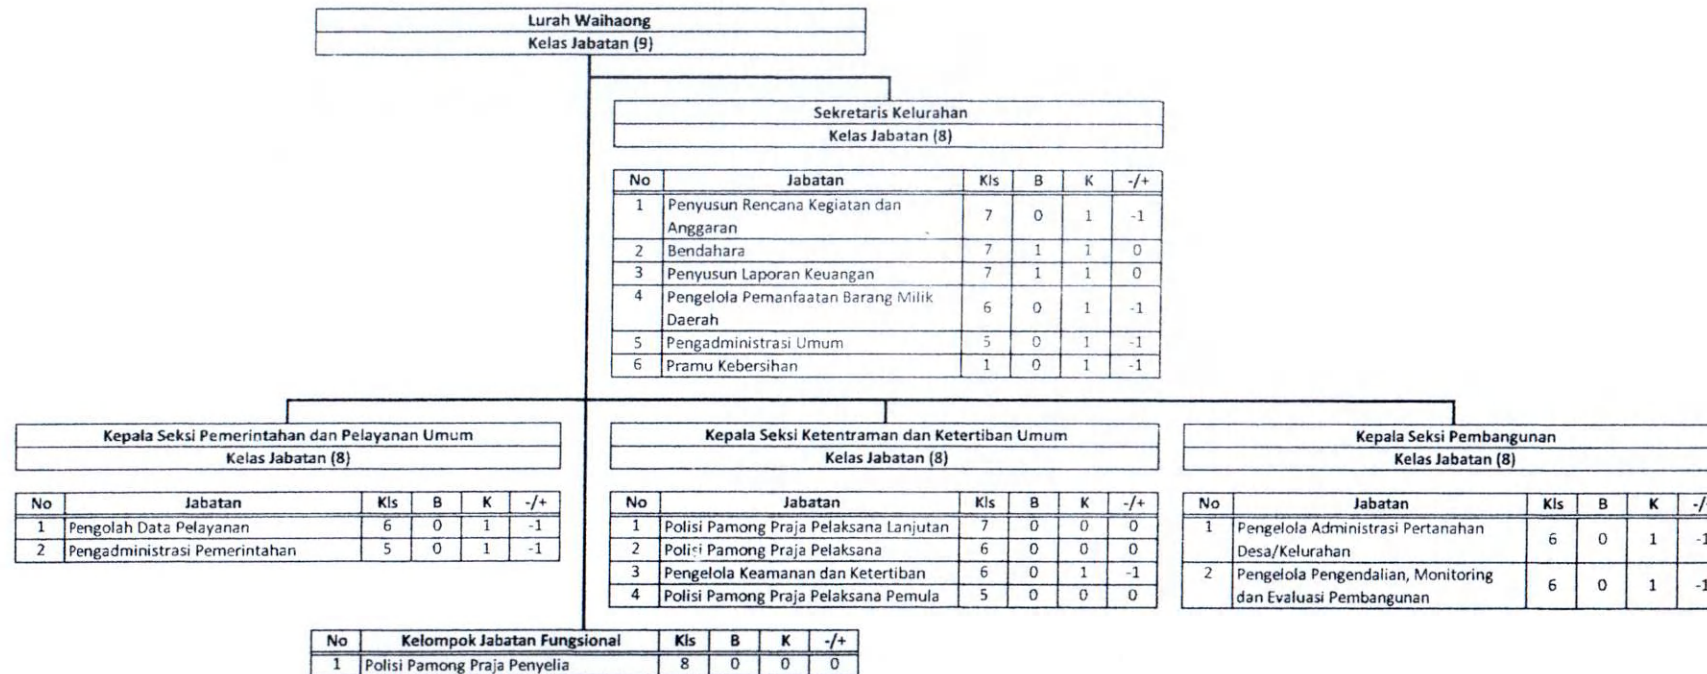 Lurah Waihaong
Kelas Jabatan (9)
Sekretaris Kelurahan
Kelas Jabatan (8)
No Jabatan Kls B K -/+
1 Penyusun Rencana Kegiatan dan Anggaran 7 0 1 -1
2 Bendahara 7 1 1 0
3 Penyusun Laporan Keuangan 7 1 1 0
4 Pengelola Pemanfaatan Barang Milik Daerah 6 0 1 -1
5 Pengadministrasi Umum 5 0 1 -1
6 Pramu Kebersihan 1 0 1 -1
Kepala Seksi Pemerintahan dan Pelayanan Umum
Kelas Jabatan (8)
No Jabatan Kls B K -/+
1 Pengolah Data Pelayanan 6 0 1 -1
2 Pengadministrasi Pemerintahan 5 0 1 -1
Kepala Seksi Ketentraman dan Ketertiban Umum
Kelas Jabatan (8)
No Jabatan Kls B K -/+
1 Polisi Pamong Praja Pelaksana Lanjutan 7 0 0 0
2 Polisi Pamong Praja Pelaksana 6 0 0 0
3 Pengelola Keamanan dan Ketertiban 6 0 1 -1
4 Polisi Pamong Praja Pelaksana Pemula 5 0 0 0
Kepala Seksi Pembangunan
Kelas Jabatan (8)
No Jabatan Kls B K -/
1 Pengelola Administrasi Pertanahan Desa/Kelurahan 6 0 1 -1
2 Pengelola Pengendalian, Monitoring dan Evaluasi Pembangunan 6 0 1 -1
No Kelompok Jabatan Fungsional Kls B K -/+
1 Polisi Pamong Praja Penyelia 8 0 0 0